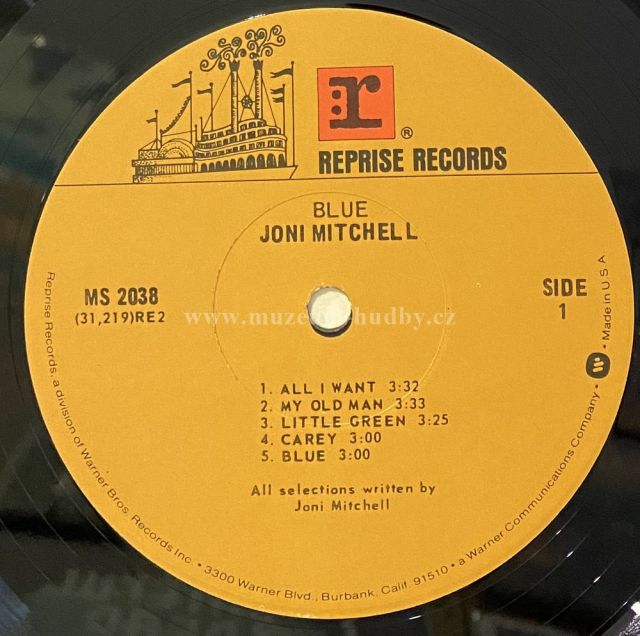 r
®
REPRISE RECORDS
BLUE
JONI MITCHELL
MS 2038
(31,219)RE2
SIDE
1
www.muzeumhudby.cz
1. ALL I WANT 3:32
2. MY OLD MAN 3:33
3. LITTLE GREEN 3:25
4. CAREY 3:00
5. BLUE 3:00
All selections written by
Joni Mitchell
Reprise Records, a division of Warner Bros. Records Inc. • 3300 Warner Blvd., Burbank, Calif. 91510 • a Warner Communications Company • W • Made in U.S.A.